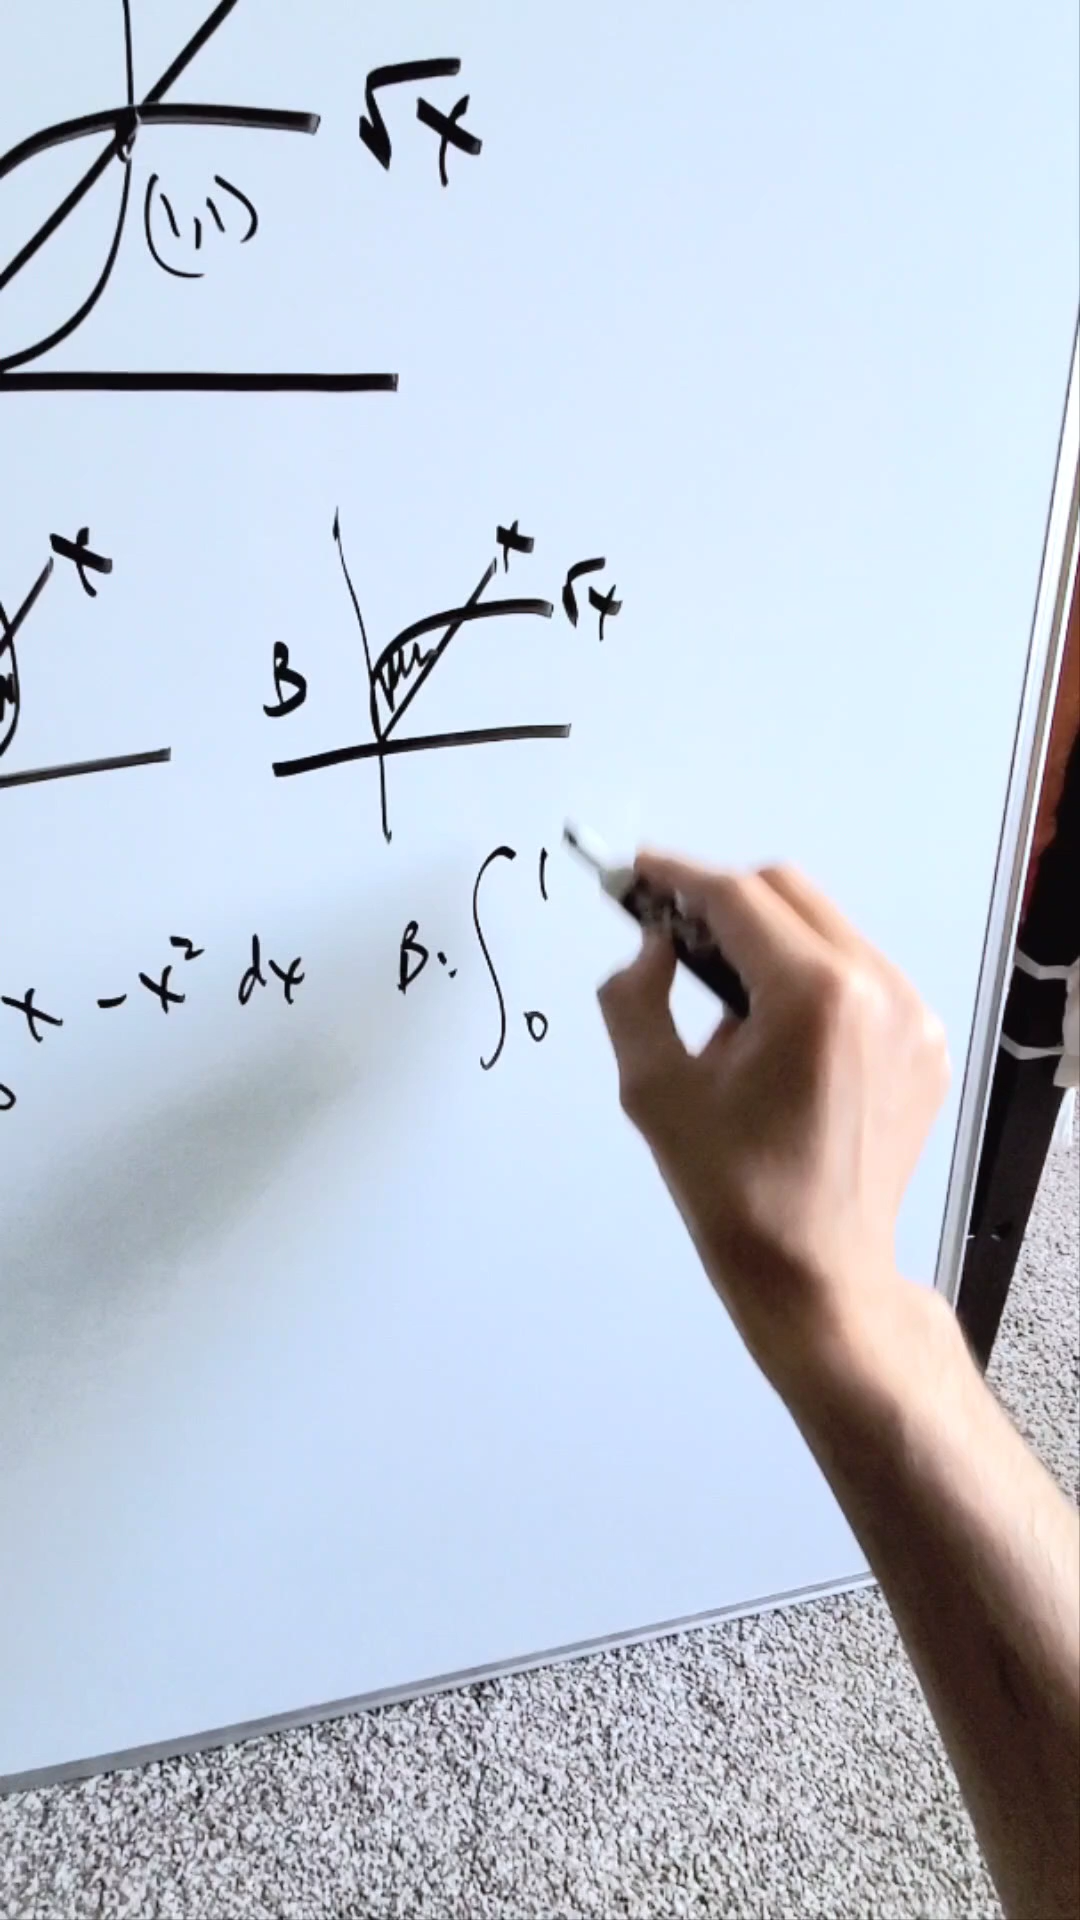 √x
(1,1)
x
x
√x
B
x - x² dx
B: ∫₀¹